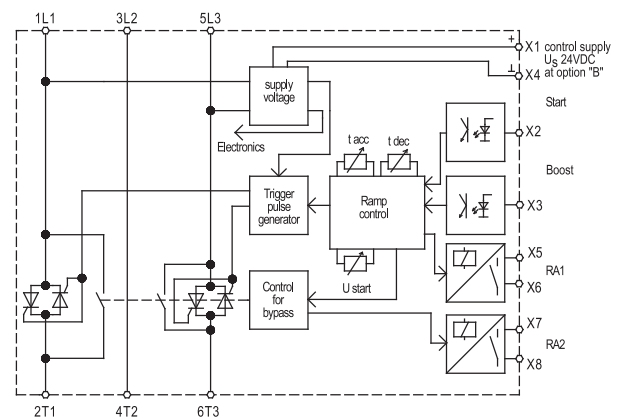 1L1 3L2 5L3
+
X1 control supply
Us 24VDC
⊥
X4 at option "B"
supply
voltage
Start
X2
Electronics
t acc t dec
Boost
Trigger
pulse
generator
Ramp
control
X3
X5
RA1
X6
U start
Control
for
bypass
X7
RA2
X8
2T1 4T2 6T3